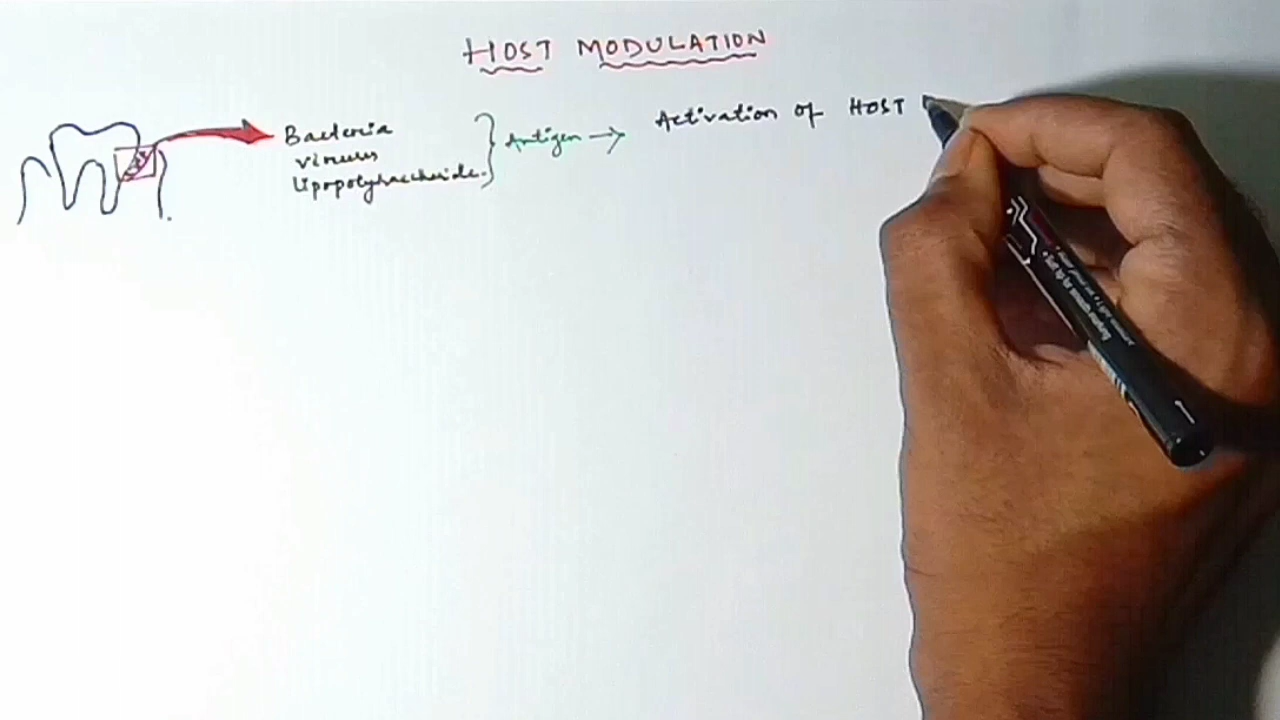 HOST MODULATION
Activation of HOST
Bacteria
viruses
Lipopolysaccharide.
Antigen →